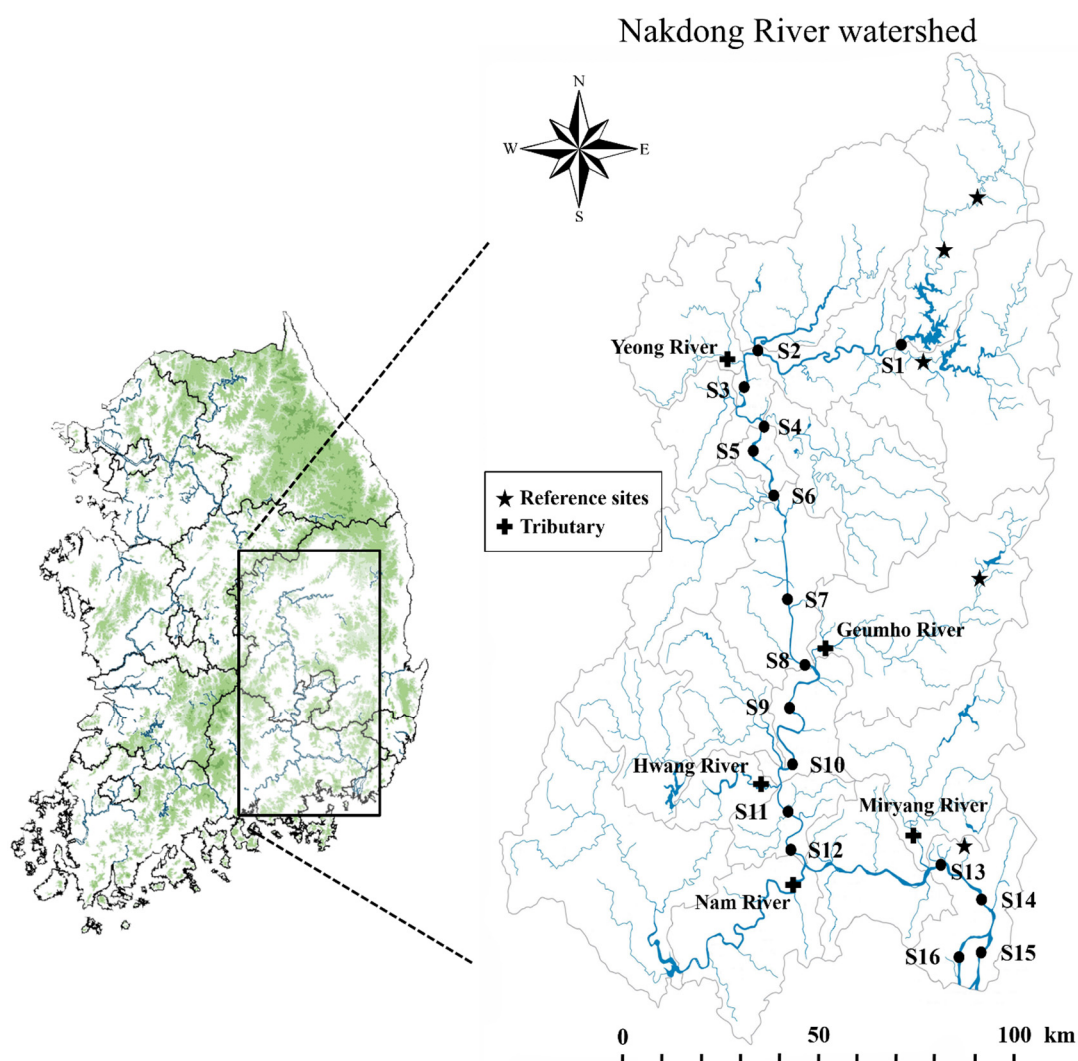 Nakdong River watershed
N
W
E
S
Yeong River
S2
S1
S3
S4
S5
S6
★ Reference sites
✚ Tributary
S7
Geumho River
S8
S9
Hwang River
S10
S11
Miryang River
S12
S13
Nam River
S14
S16
S15
0 50 100 km